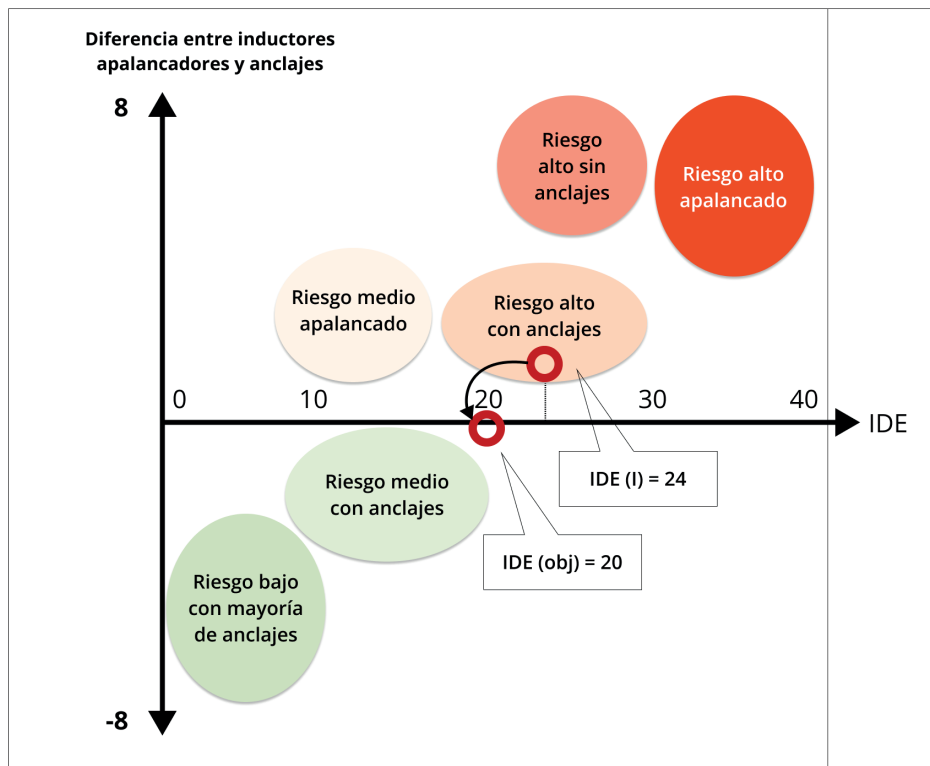 Diferencia entre inductores
apalancadores y anclajes
8
Riesgo
alto sin
anclajes
Riesgo alto
apalancado
Riesgo medio
apalancado
Riesgo alto
con anclajes
0
10
20
30
40
IDE
Riesgo medio
con anclajes
IDE (I) = 24
IDE (obj) = 20
Riesgo bajo
con mayoría
de anclajes
-8